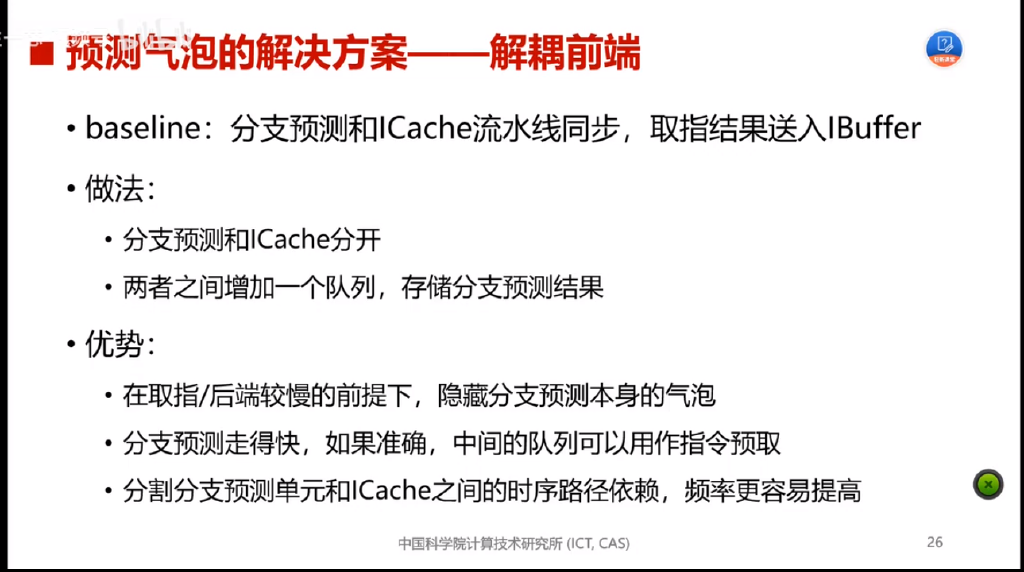 预测气泡的解决方案——解耦前端
• baseline：分支预测和ICache流水线同步，取指结果送入IBuffer
• 做法：
• 分支预测和ICache分开
• 两者之间增加一个队列，存储分支预测结果
• 优势：
• 在取指/后端较慢的前提下，隐藏分支预测本身的气泡
• 分支预测走得快，如果准确，中间的队列可以用作指令预取
• 分割分支预测单元和ICache之间的时序路径依赖，频率更容易提高
中国科学院计算技术研究所 (ICT, CAS)
26